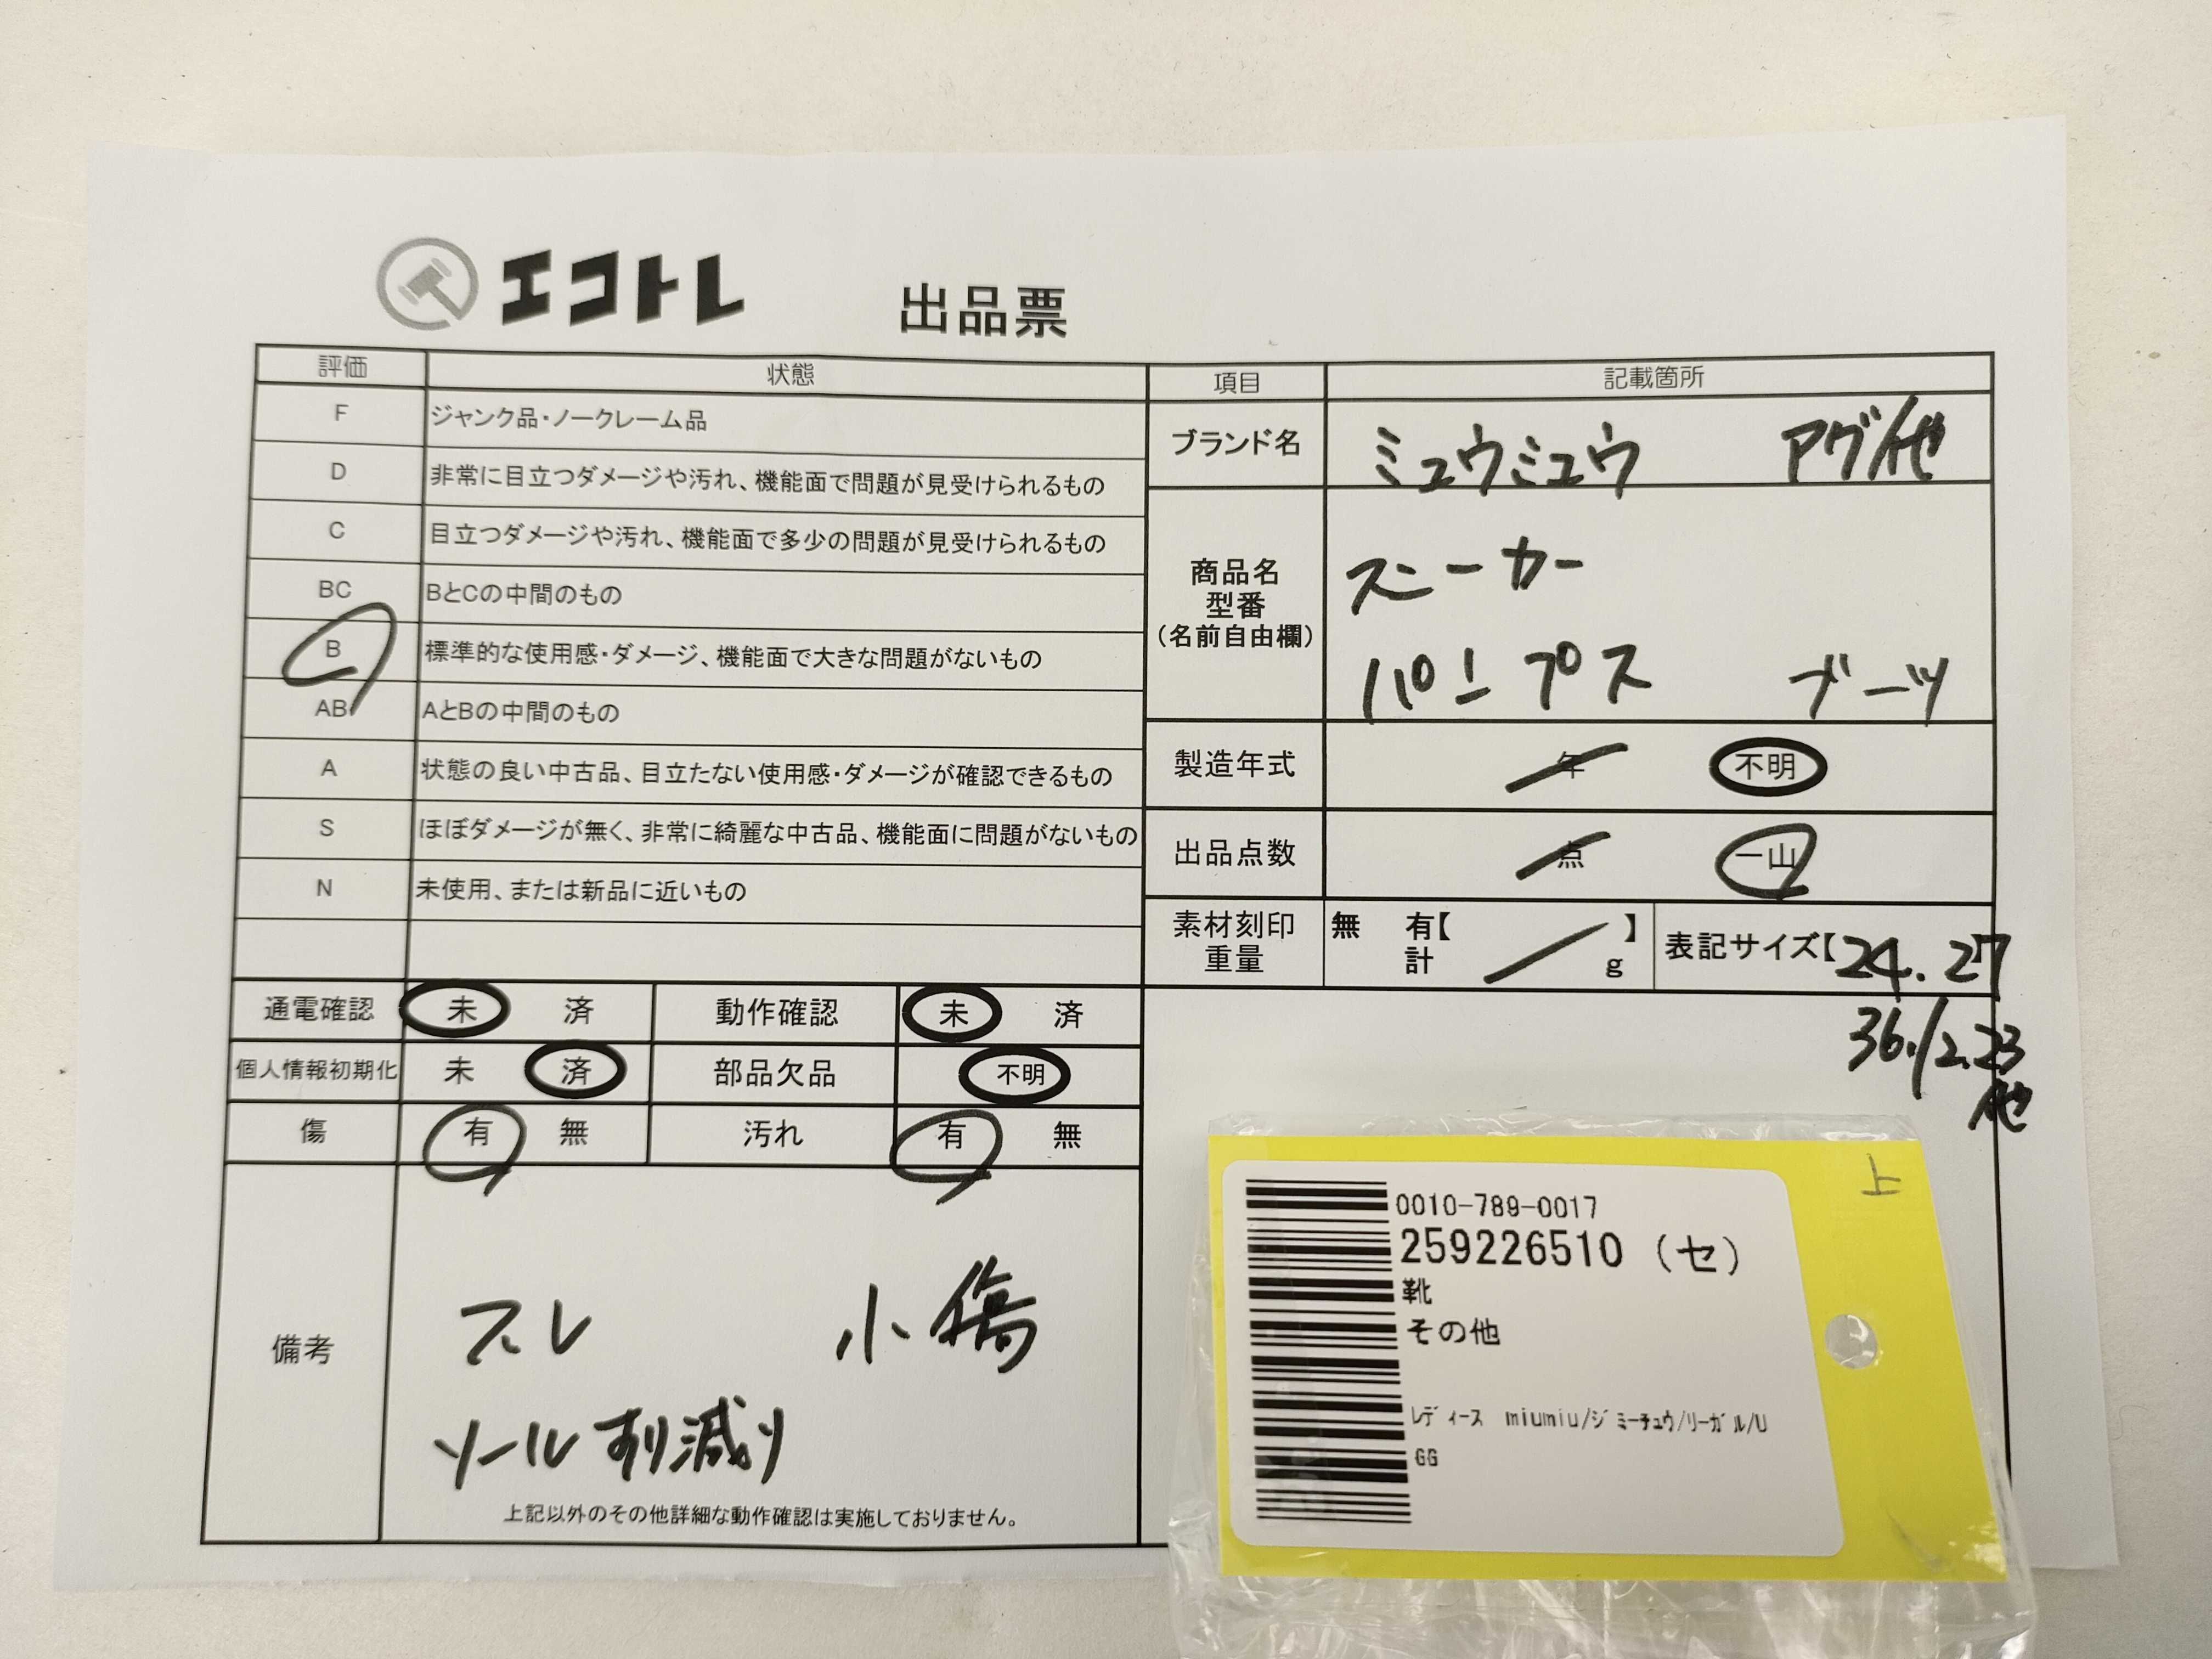 エコトレ 出品票
評価 状態
F ジャンク品・ノークレーム品
D 非常に目立つダメージや汚れ、機能面で問題が見受けられるもの
C 目立つダメージや汚れ、機能面で多少の問題が見受けられるもの
BC BとCの中間のもの
B 標準的な使用感・ダメージ、機能面で大きな問題がないもの
AB AとBの中間のもの
A 状態の良い中古品、目立たない使用感・ダメージが確認できるもの
S ほぼダメージが無く、非常に綺麗な中古品、機能面に問題がないもの
N 未使用、または新品に近いもの
項目 記載箇所
ブランド名 ミュウミュウ アグ/他
商品名
型番
(名前自由欄)
スニーカー
パンプス ブーツ
製造年式 年 不明
出品点数 点 一山
素材刻印
重量
無 有【 】
計 g
表記サイズ【24.27
36.1/2.23
他
通電確認 未 済 動作確認 未 済
個人情報初期化 未 済 部品欠品 不明
傷 有 無 汚れ 有 無
備考
スレ 小傷
ソールすり減り
上記以外のその他詳細な動作確認は実施しておりません。
上
0010-789-0017
259226510 (セ)
靴
その他
レディース miumiu/ジミーチュウ/リーガル/U
GG